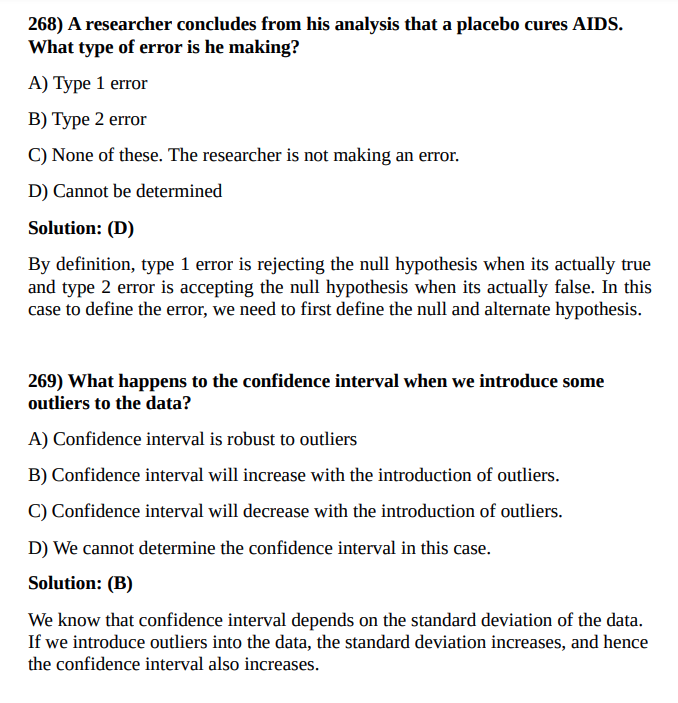 268) A researcher concludes from his analysis that a placebo cures AIDS.
What type of error is he making?
A) Type 1 error
B) Type 2 error
C) None of these. The researcher is not making an error.
D) Cannot be determined
Solution: (D)
By definition, type 1 error is rejecting the null hypothesis when its actually true
and type 2 error is accepting the null hypothesis when its actually false. In this
case to define the error, we need to first define the null and alternate hypothesis.
269) What happens to the confidence interval when we introduce some
outliers to the data?
A) Confidence interval is robust to outliers
B) Confidence interval will increase with the introduction of outliers.
C) Confidence interval will decrease with the introduction of outliers.
D) We cannot determine the confidence interval in this case.
Solution: (B)
We know that confidence interval depends on the standard deviation of the data.
If we introduce outliers into the data, the standard deviation increases, and hence
the confidence interval also increases.